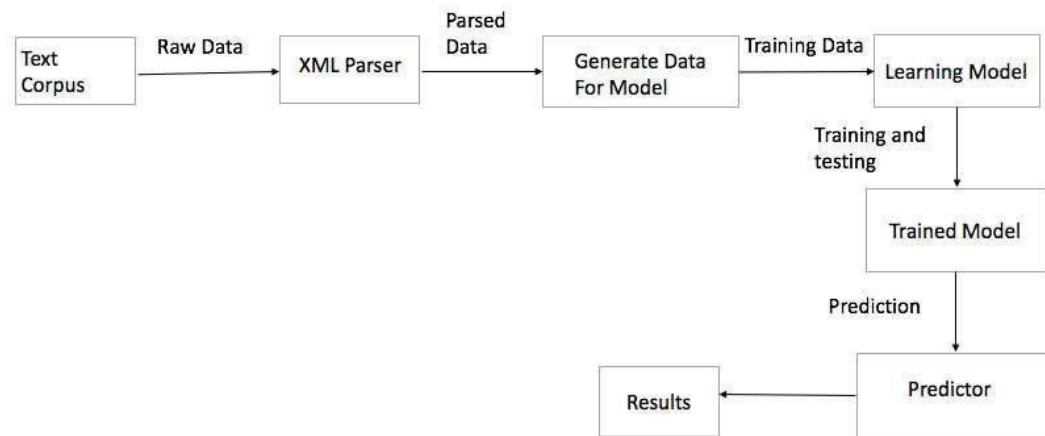 Text
Corpus
Raw Data
XML Parser
Parsed
Data
Generate Data
For Model
Training Data
Learning Model
Training and
testing
Trained Model
Prediction
Predictor
Results